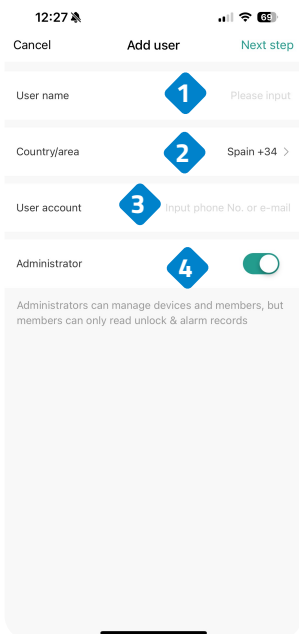 12:27 69
Cancel Add user Next step
User name 1 Please input
Country/area 2 Spain +34 >
User account 3 Input phone No. or e-mail
Administrator 4
Administrators can manage devices and members, but
members can only read unlock & alarm records